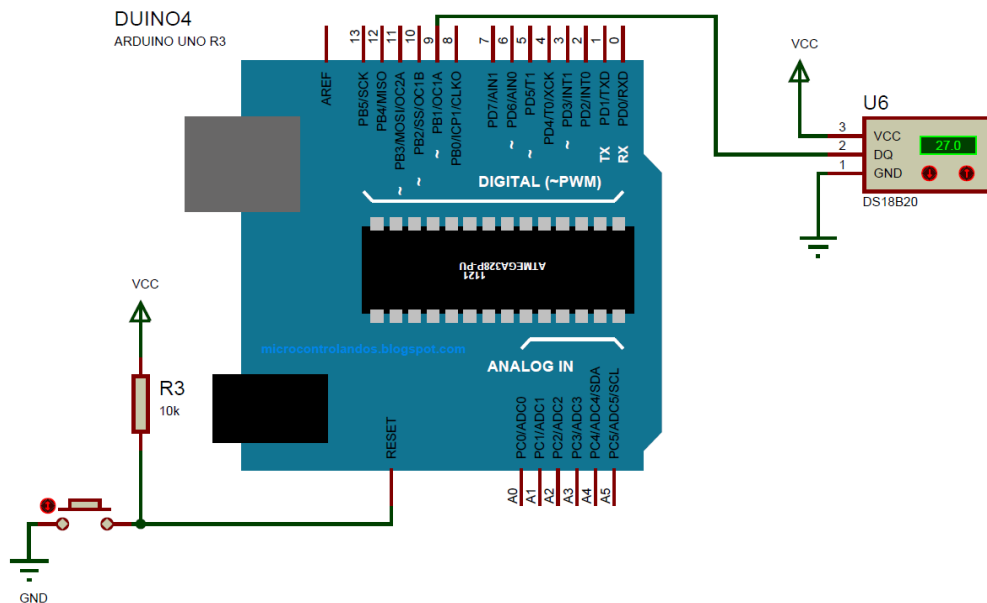 DUINO4
ARDUINO UNO R3
AREF
13
12
11
10
9
8
7
6
5
4
3
2
1
0
PB5/SCK
PB4/MISO
PB3/MOSI/OC2A
PB2/SS/OC1B
PB1/OC1A
PB0/ICP1/CLKO
PD7/AIN1
PD6/AIN0
PD5/T1
PD4/T0/XCK
PD3/INT1
PD2/INT0
PD1/TXD
PD0/RXD
~
~
~
~
~
~
TX
RX
DIGITAL (~PWM)
VCC
U6
3
VCC
2
DQ
1
GND
27.0
DS18B20
ATMEGA328P-PU
1121
microcontrolandos.blogspot.com
ANALOG IN
RESET
PC0/ADC0
PC1/ADC1
PC2/ADC2
PC3/ADC3
PC4/ADC4/SDA
PC5/ADC5/SCL
A0
A1
A2
A3
A4
A5
VCC
R3
10k
GND